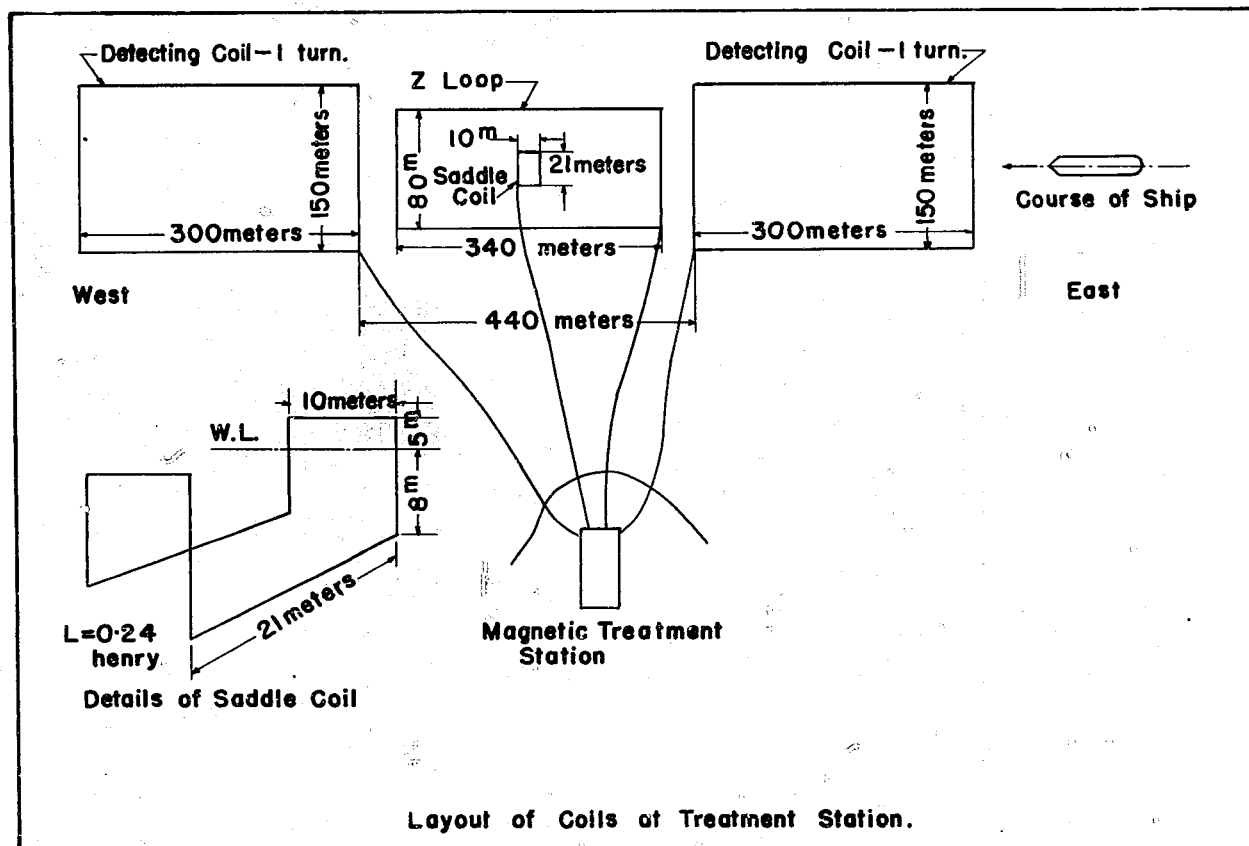 Detecting Coil-1 turn.
Z Loop
Detecting Coil-1 turn.
10m
21meters
Saddle
Coil
80m
150meters
150meters
300meters
340 meters
300meters
Course of Ship
West
East
440 meters
10meters
W.L.
5m
8m
21meters
L=0.24
henry
Details of Saddle Coil
Magnetic Treatment
Station
Layout of Coils at Treatment Station.